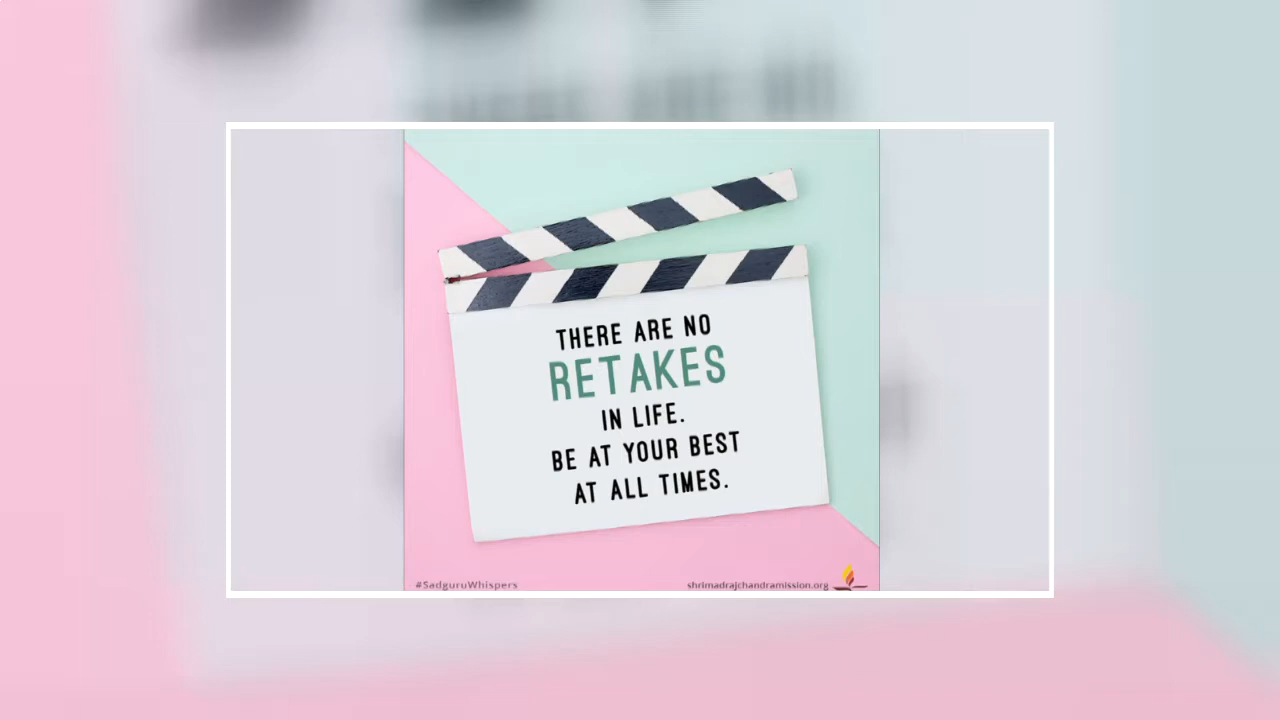 THERE ARE NO
RETAKES
IN LIFE.
BE AT YOUR BEST
AT ALL TIMES.
#SadguruWhispers
shrimadrajchandramission.org